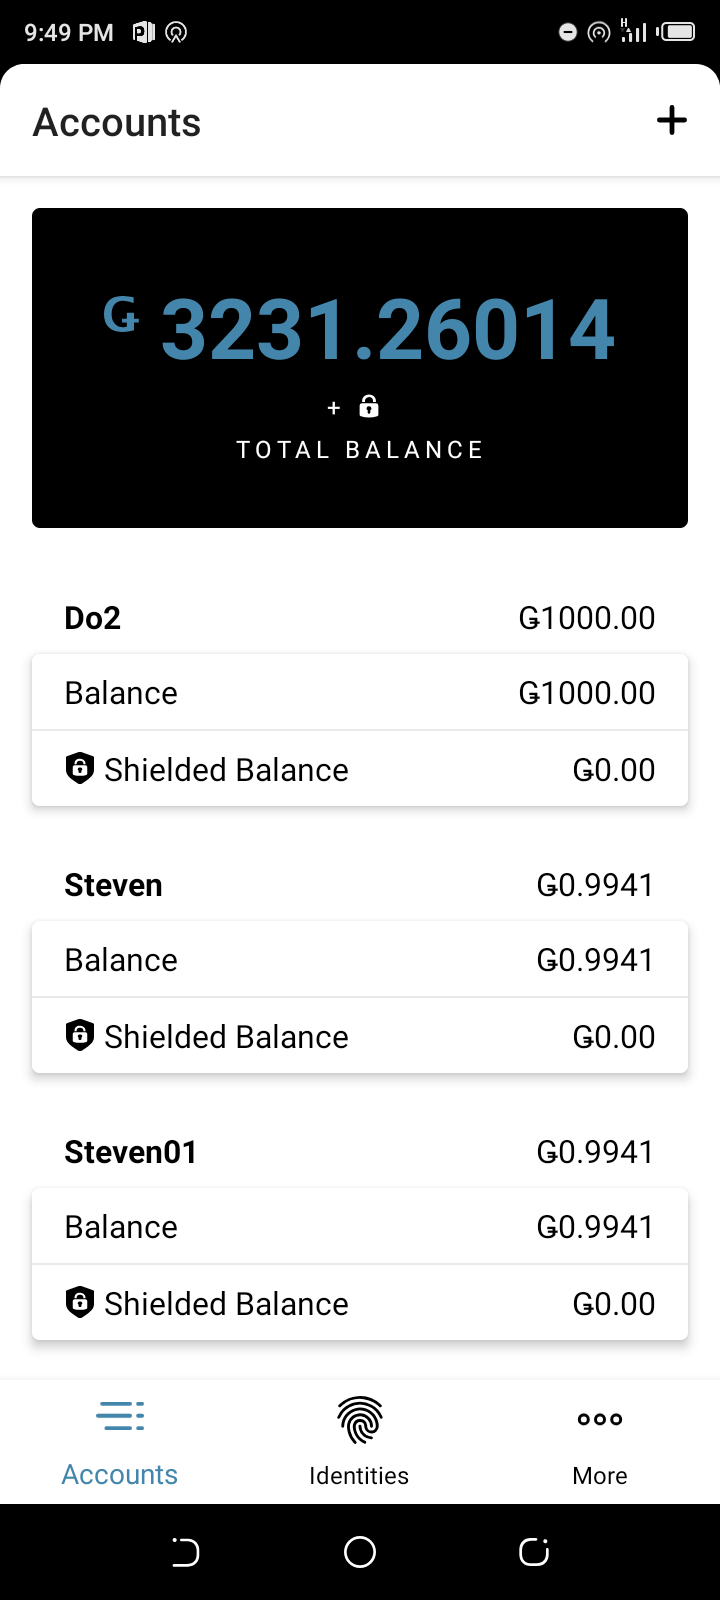 9:49 PM
Accounts
Ǥ 3231.26014
+
TOTAL BALANCE
Do2 Ǥ1000.00
Balance Ǥ1000.00
Shielded Balance Ǥ0.00
Steven Ǥ0.9941
Balance Ǥ0.9941
Shielded Balance Ǥ0.00
Steven01 Ǥ0.9941
Balance Ǥ0.9941
Shielded Balance Ǥ0.00
Accounts Identities More